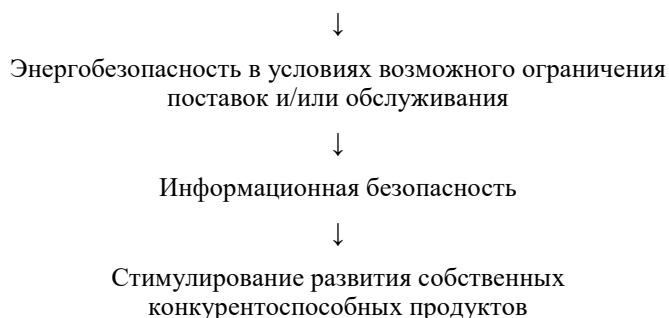 ↓
Энергобезопасность в условиях возможного ограничения
поставок и/или обслуживания
↓
Информационная безопасность
↓
Стимулирование развития собственных
конкурентоспособных продуктов